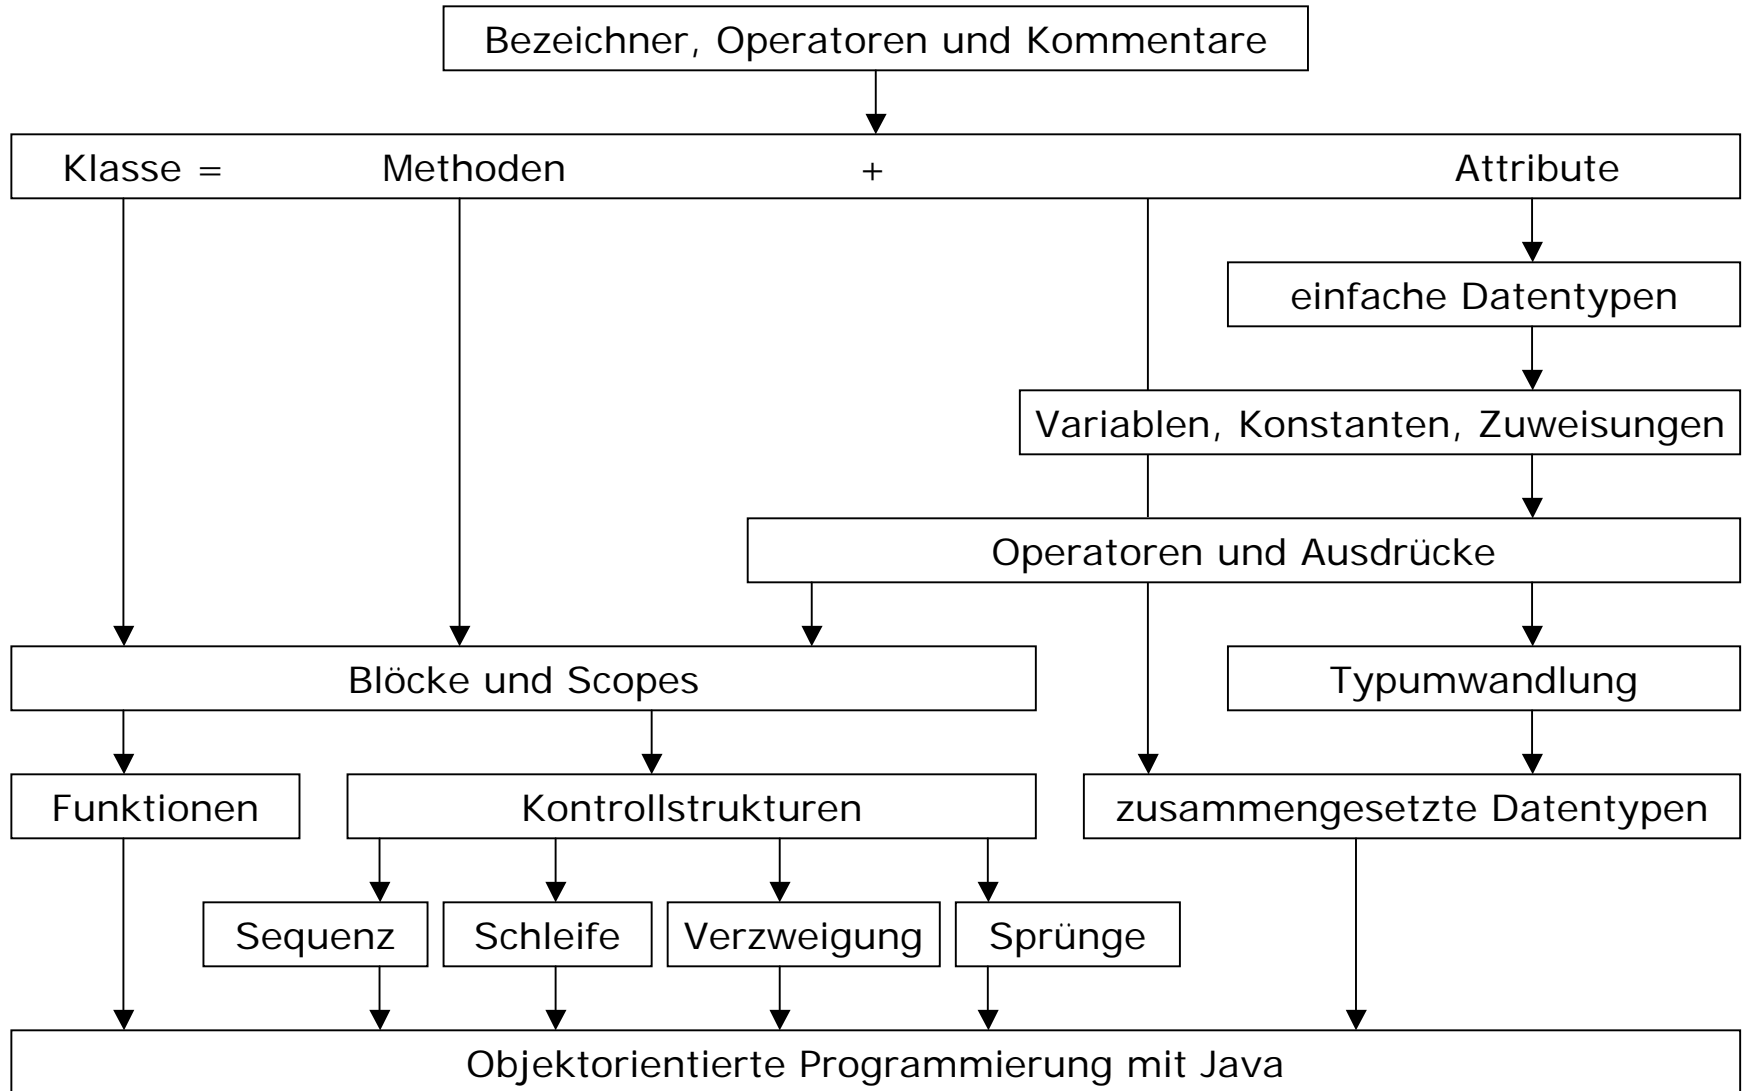 Bezeichner, Operatoren und Kommentare
Klasse = Methoden + Attribute
einfache Datentypen
Variablen, Konstanten, Zuweisungen
Operatoren und Ausdrücke
Blöcke und Scopes
Typumwandlung
Funktionen
Kontrollstrukturen
zusammengesetzte Datentypen
Sequenz
Schleife
Verzweigung
Sprünge
Objektorientierte Programmierung mit Java